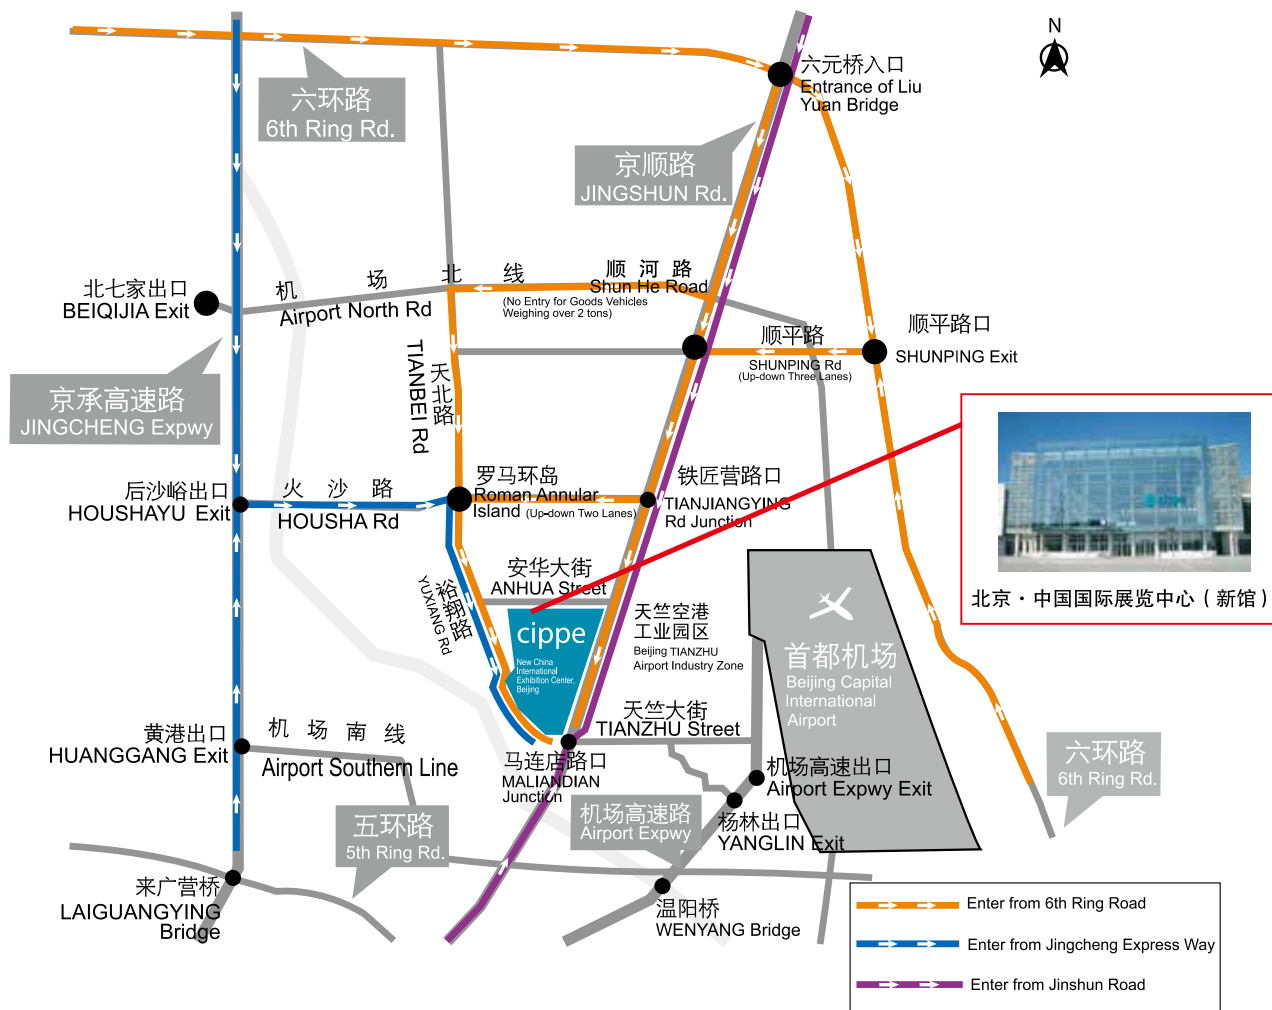 N
六元桥入口
Entrance of Liu
Yuan Bridge
六环路
6th Ring Rd.
京顺路
JINGSHUN Rd.
北七家出口
BEIQIJIA Exit
机场北线
Airport North Rd
顺河路
Shun He Road
(No Entry for Goods Vehicles
Weighing over 2 tons)
顺平路
SHUNPING Rd
(Up-down Three Lanes)
顺平路口
SHUNPING Exit
天北路
TIANBEI Rd
京承高速路
JINGCHENG Expwy
后沙峪出口
HOUSHAYU Exit
火沙路
HOUSHA Rd
罗马环岛
Roman Annular
Island (Up-down Two Lanes)
铁匠营路口
TIANJIANGYING
Rd Junction
安华大街
ANHUA Street
裕翔路
YUXIANG Rd
cippe
New China
International
Exhibition Center,
Beijing
天竺空港
工业园区
Beijing TIANZHU
Airport Industry Zone
首都机场
Beijing Capital
International
Airport
北京·中国国际展览中心（新馆）
黄港出口
HUANGGANG Exit
机场南线
Airport Southern Line
天竺大街
TIANZHU Street
马连店路口
MALIANDIAN
Junction
机场高速出口
Airport Expwy Exit
机场高速路
Airport Expwy
杨林出口
YANGLIN Exit
六环路
6th Ring Rd.
五环路
5th Ring Rd.
来广营桥
LAIGUANGYING
Bridge
温阳桥
WENYANG Bridge
Enter from 6th Ring Road
Enter from Jingcheng Express Way
Enter from Jinshun Road